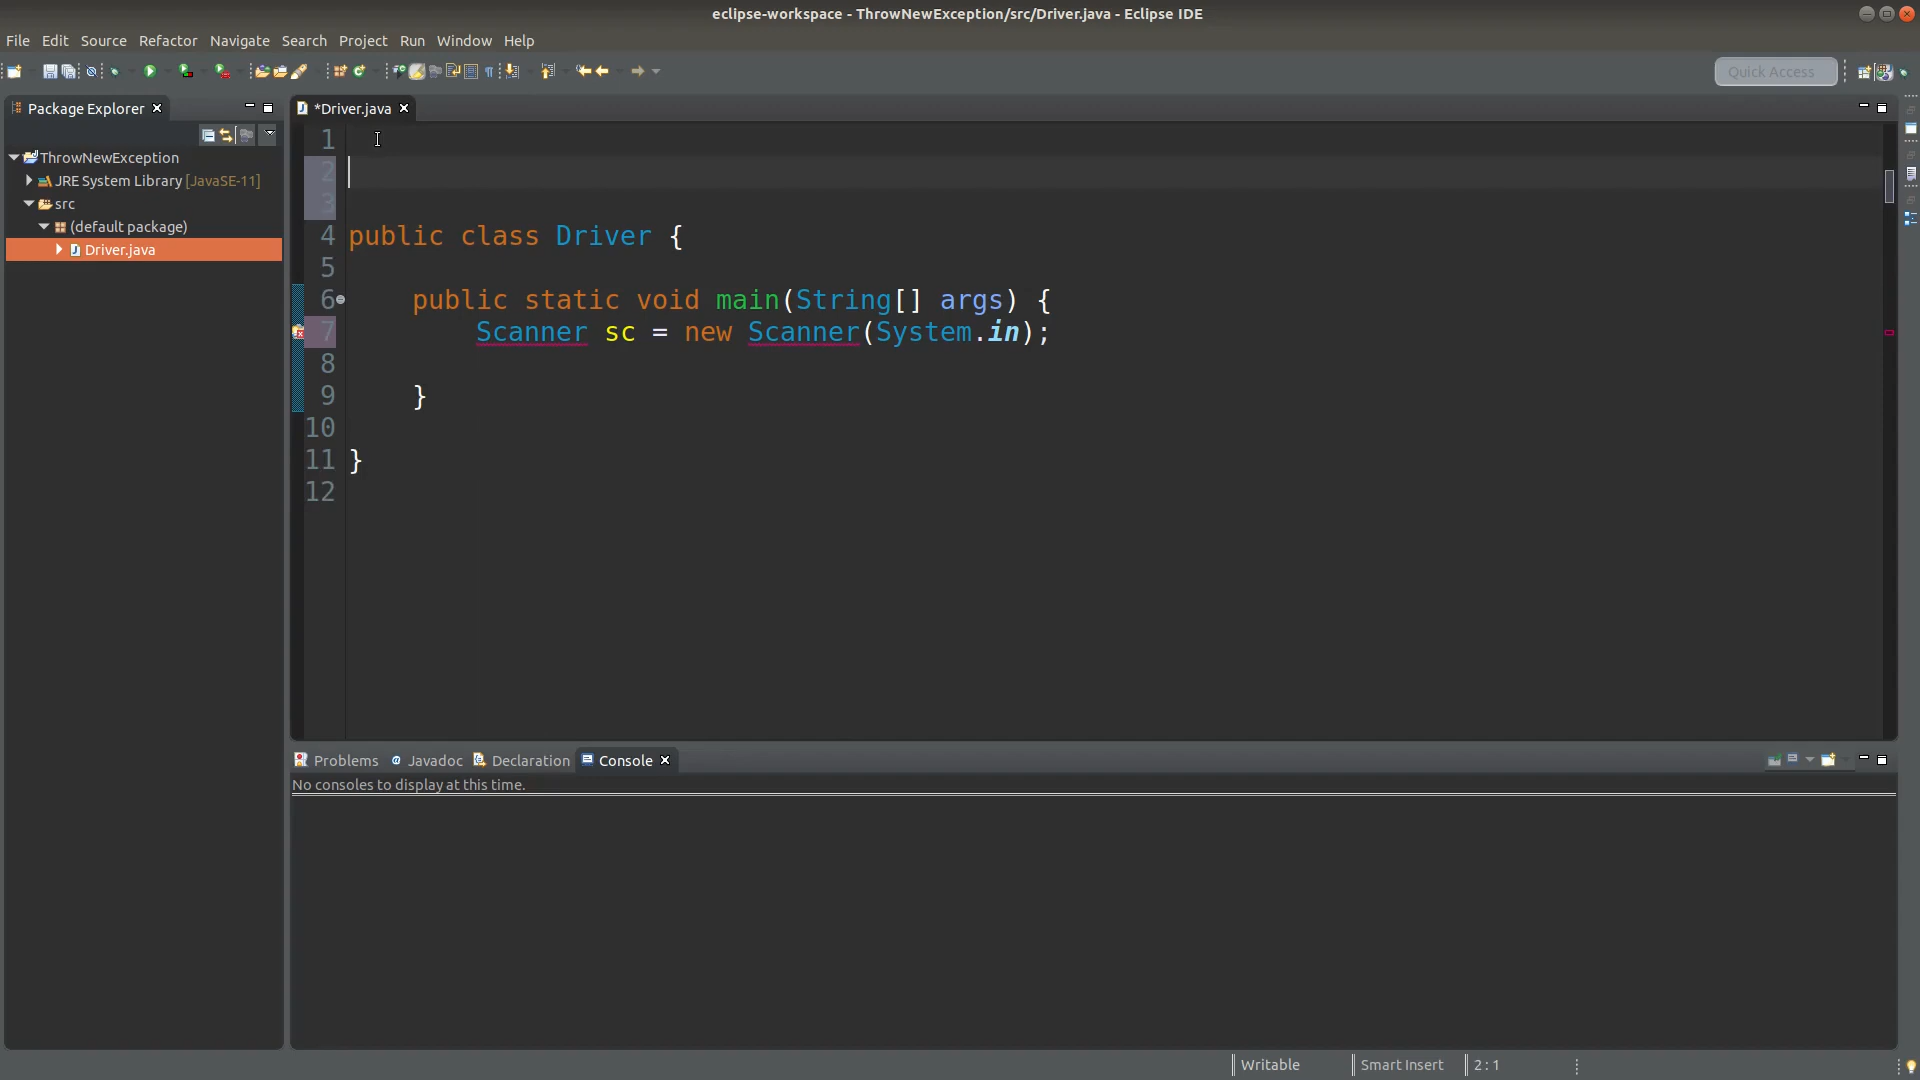 eclipse-workspace - ThrowNewException/src/Driver.java - Eclipse IDE
File Edit Source Refactor Navigate Search Project Run Window Help
Quick Access
Package Explorer
*Driver.java
ThrowNewException
JRE System Library [JavaSE-11]
src
(default package)
Driver.java
1
2
3
4 public class Driver {
5
6 public static void main(String[] args) {
7 Scanner sc = new Scanner(System.in);
8
9 }
10
11 }
12
Problems Javadoc Declaration Console
No consoles to display at this time.
Writable Smart Insert 2 : 1